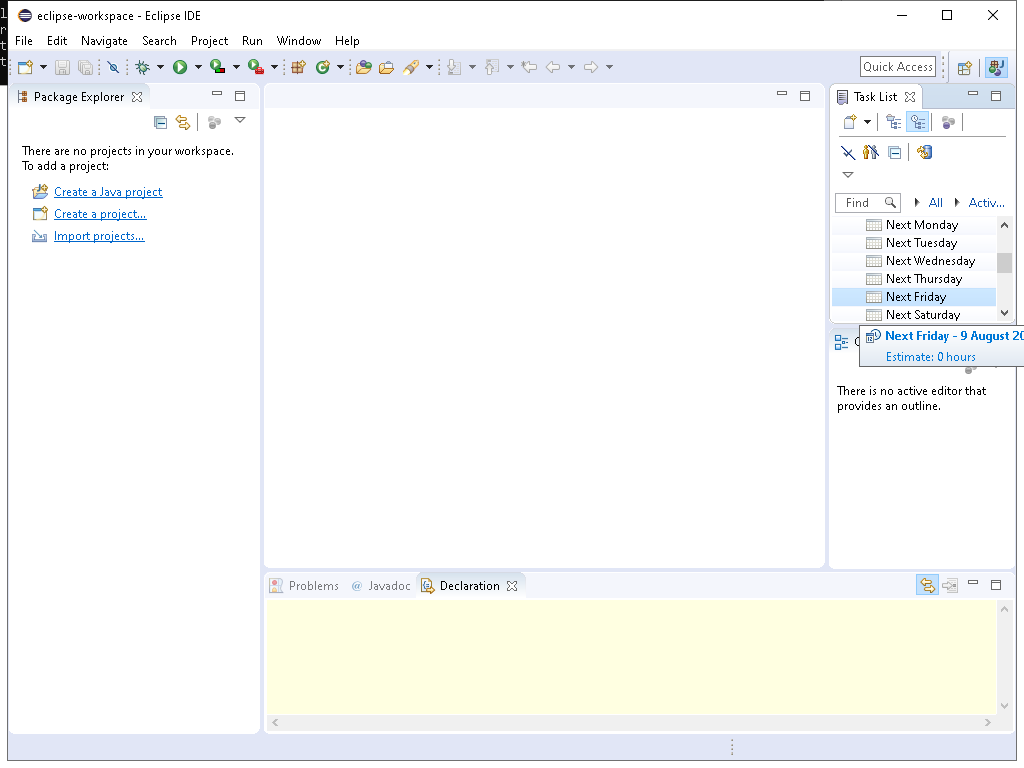 eclipse-workspace - Eclipse IDE
File Edit Navigate Search Project Run Window Help
Quick Access
Package Explorer
There are no projects in your workspace.
To add a project:
Create a Java project
Create a project...
Import projects...
Task List
Find All Activ...
Next Monday
Next Tuesday
Next Wednesday
Next Thursday
Next Friday
Next Saturday
Next Friday - 9 August 20
Estimate: 0 hours
There is no active editor that
provides an outline.
Problems @ Javadoc Declaration